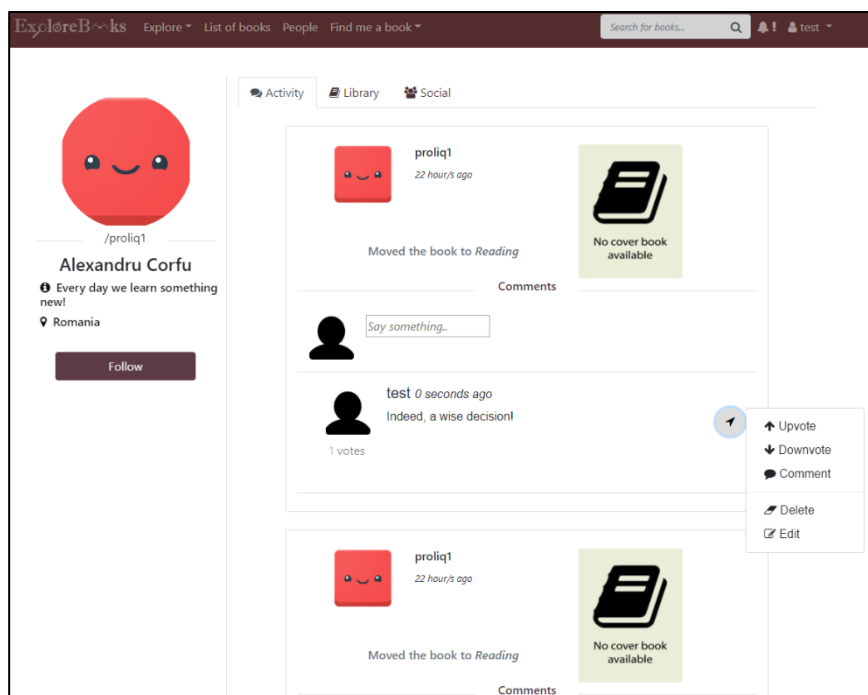 ExploreBooks Explore List of books People Find me a book Search for books... ! test
Activity Library Social
/proliq1
Alexandru Corfu
Every day we learn something
new!
Romania
Follow
proliq1
22 hour/s ago
No cover book
available
Moved the book to Reading
Comments
Say something..
test 0 seconds ago
Indeed, a wise decision!
1 votes
Upvote
Downvote
Comment
Delete
Edit
proliq1
22 hour/s ago
No cover book
available
Moved the book to Reading
Comments